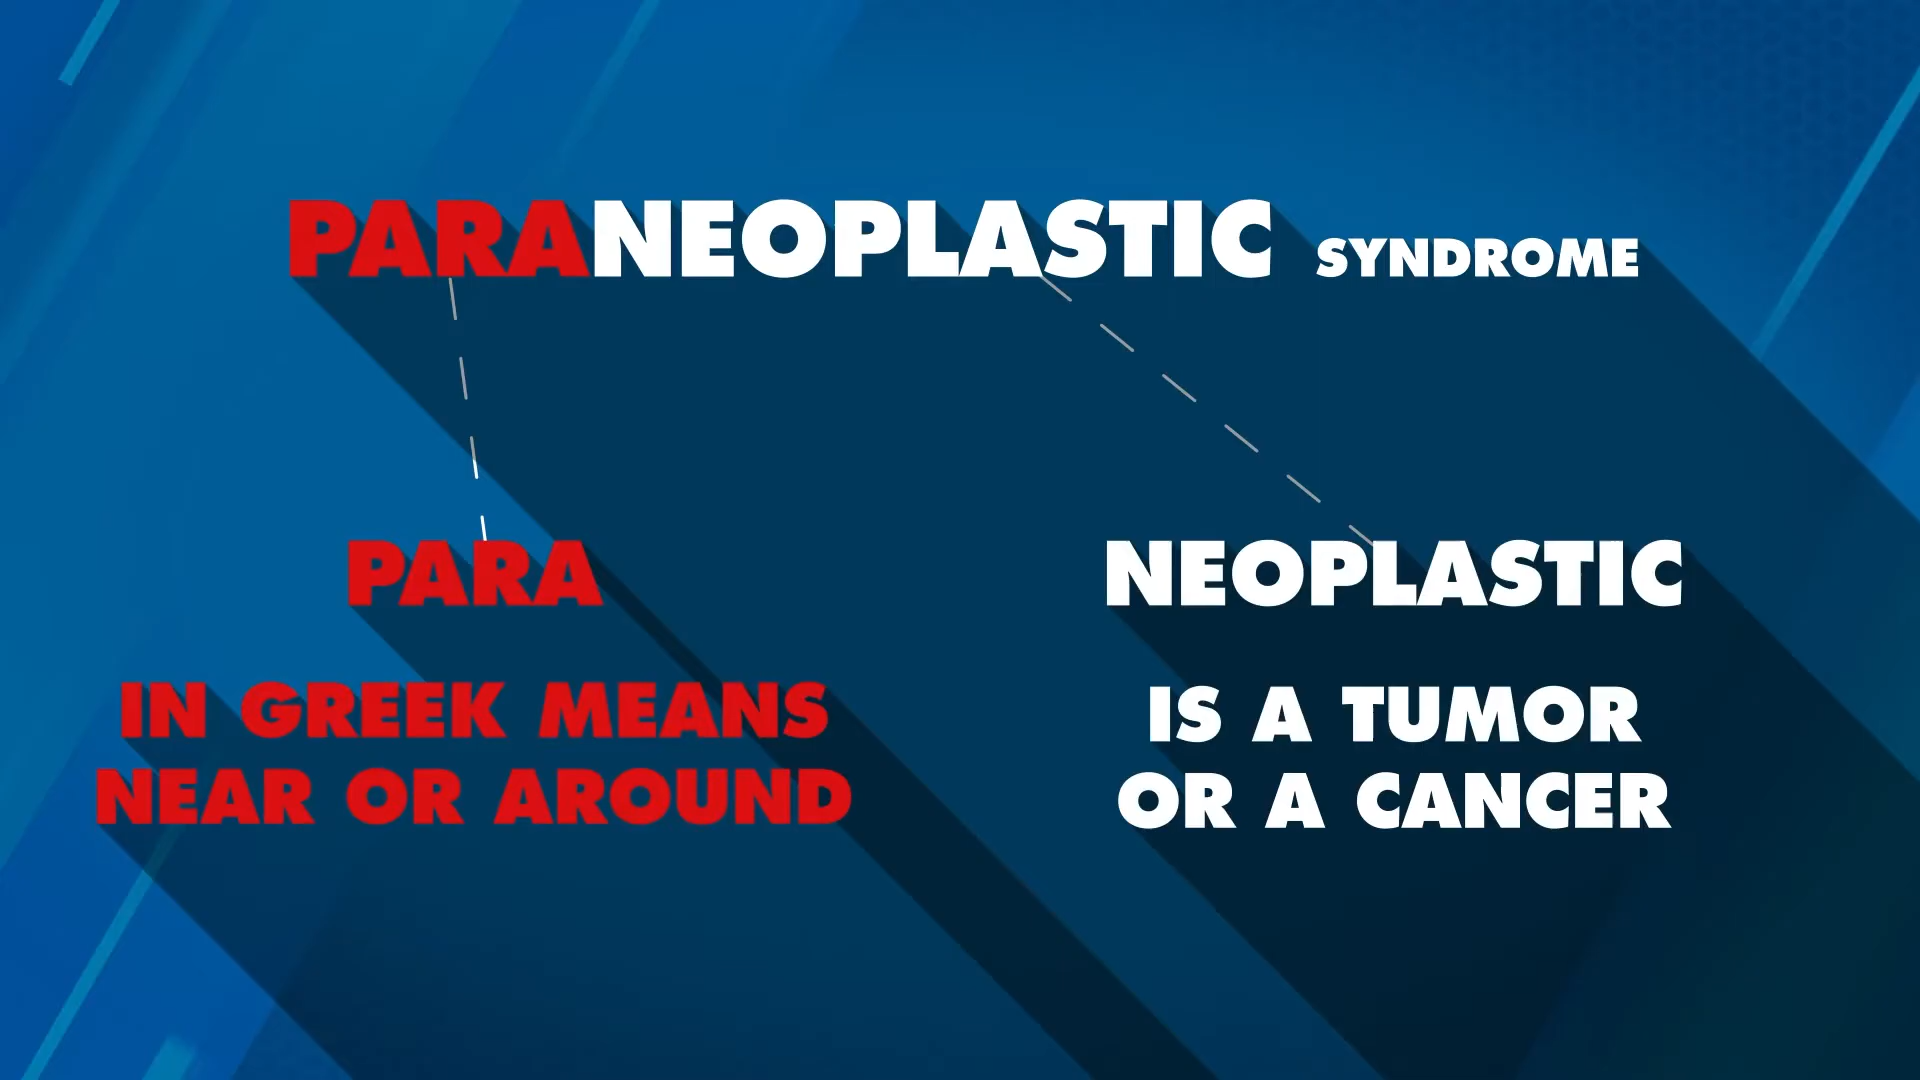 PARANEOPLASTIC SYNDROME
PARA
IN GREEK MEANS
NEAR OR AROUND
NEOPLASTIC
IS A TUMOR
OR A CANCER